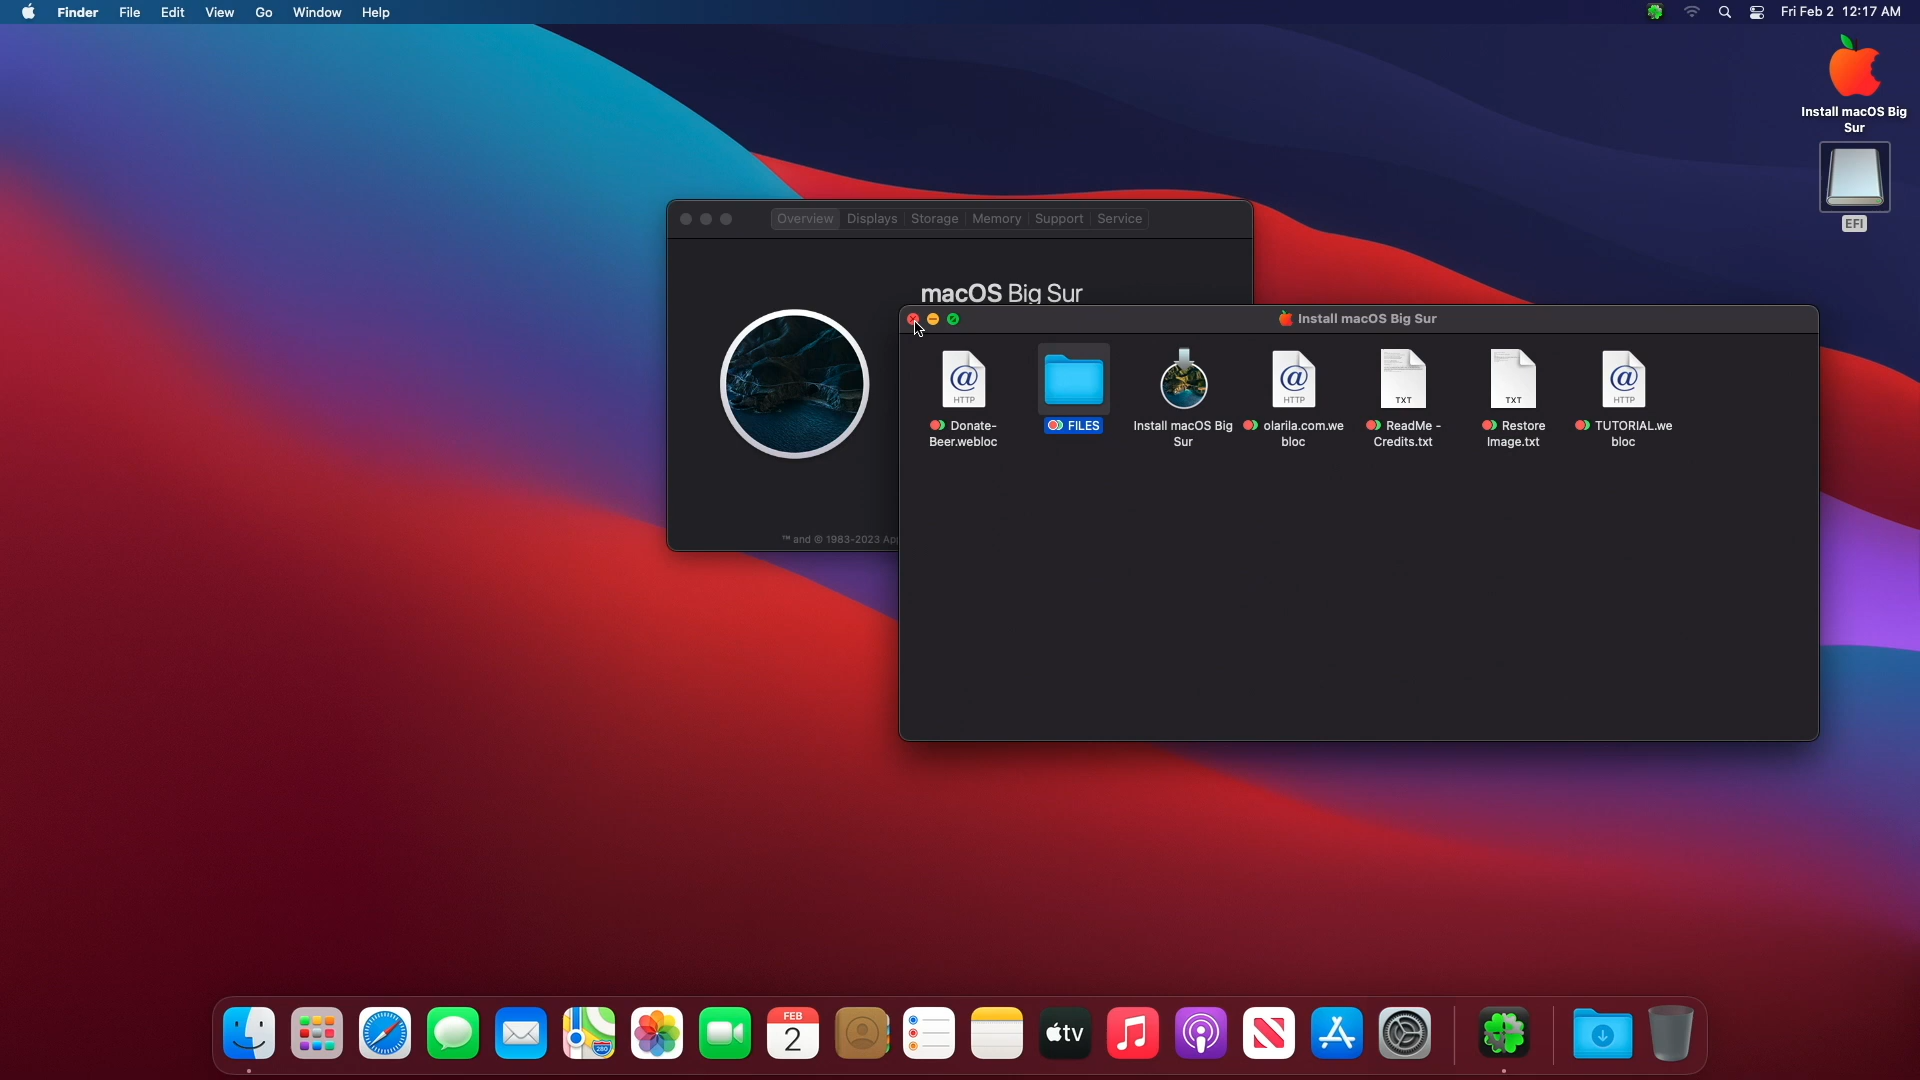 Finder File Edit View Go Window Help
Fri Feb 2 12:17 AM
Install macOS Big
Sur
EFI
Overview Displays Storage Memory Support Service
macOS Big Sur
™ and © 1983-2023 App
Install macOS Big Sur
HTTP
Donate-
Beer.webloc
FILES
Install macOS Big
Sur
HTTP
olarila.com.we
bloc
TXT
ReadMe -
Credits.txt
TXT
Restore
Image.txt
HTTP
TUTORIAL.we
bloc
280
FEB
2
tv